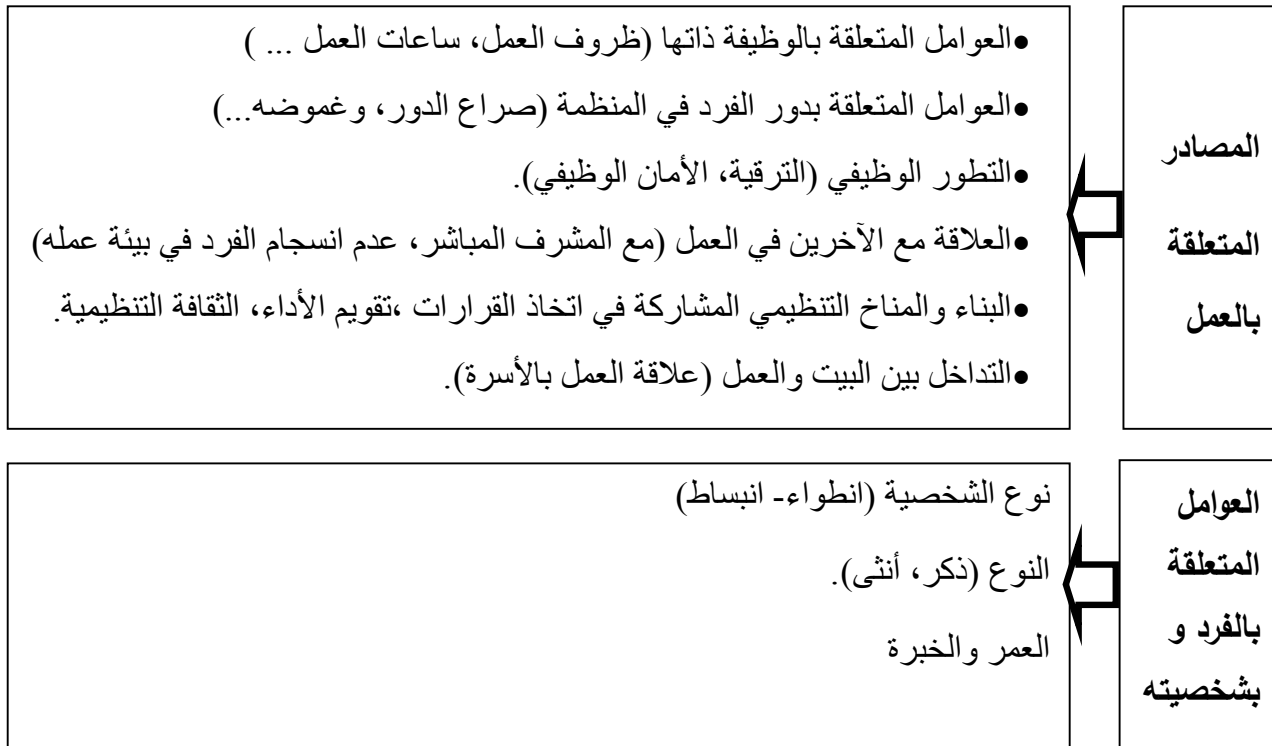 المصادر
المتعلقة
بالعمل
●العوامل المتعلقة بالوظيفة ذاتها (ظروف العمل، ساعات العمل ... )
●العوامل المتعلقة بدور الفرد في المنظمة (صراع الدور، وغموضه...)
●التطور الوظيفي (الترقية، الأمان الوظيفي).
●العلاقة مع الآخرين في العمل (مع المشرف المباشر، عدم انسجام الفرد في بيئة عمله)
●البناء والمناخ التنظيمي المشاركة في اتخاذ القرارات ،تقويم الأداء، الثقافة التنظيمية.
●التداخل بين البيت والعمل (علاقة العمل بالأسرة).
العوامل
المتعلقة
بالفرد و
بشخصيته
نوع الشخصية (انطواء- انبساط)
النوع (ذكر، أنثى).
العمر والخبرة